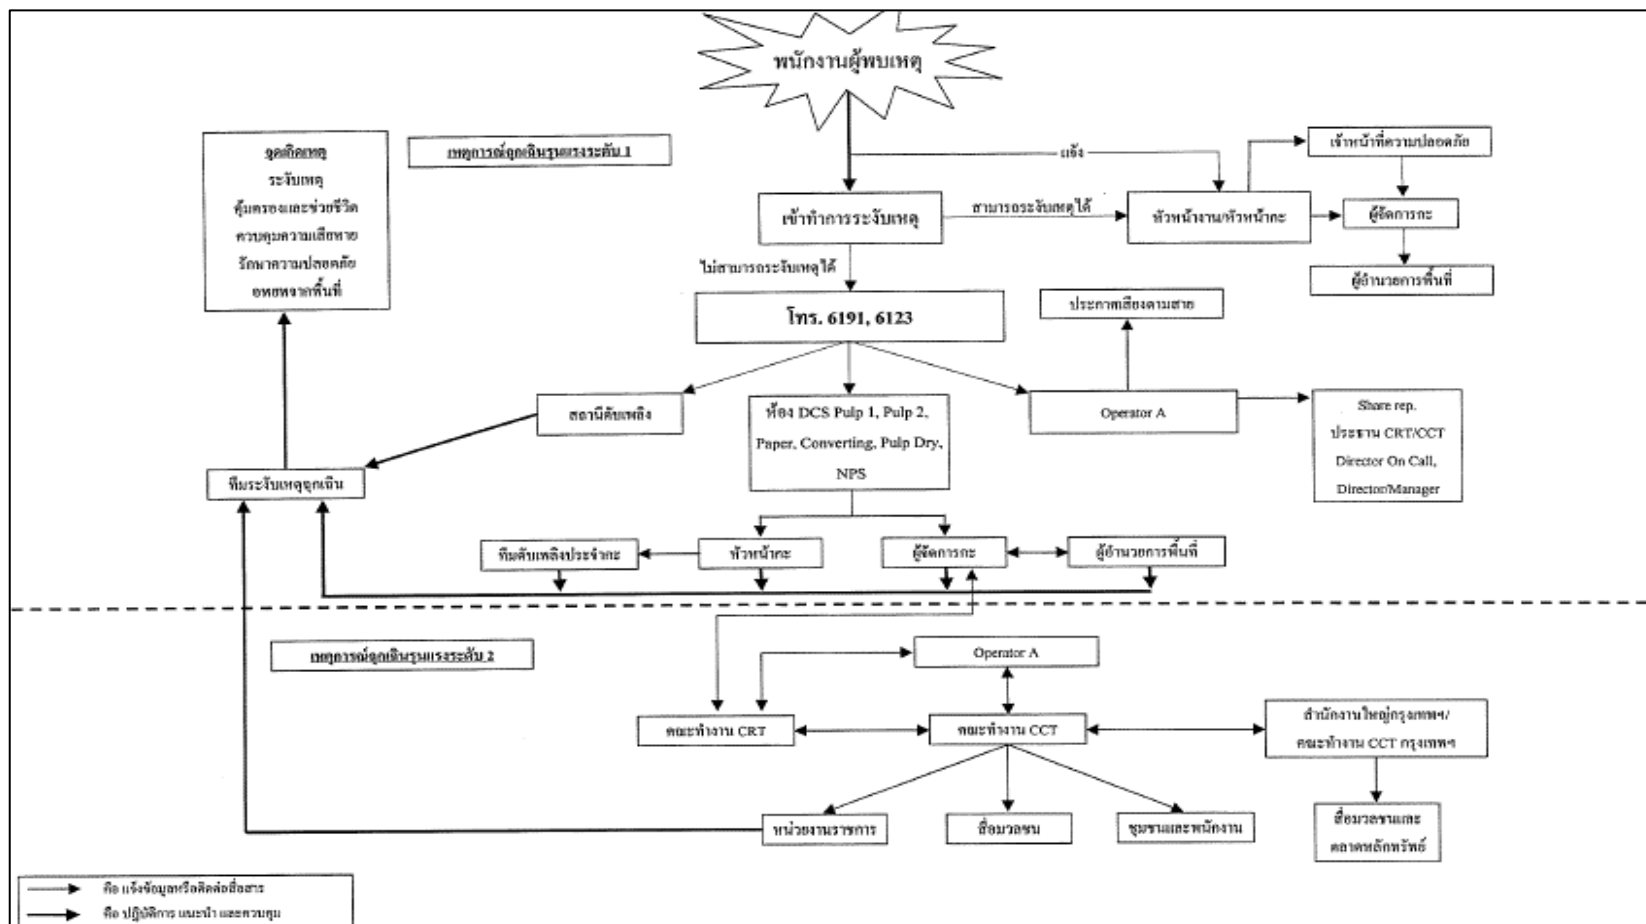 พนักงานผู้พบเหตุ
จุดเกิดเหตุ
ระงับเหตุ
คุ้มครองและช่วยชีวิต
ควบคุมความเสียหาย
รักษาความปลอดภัย
อพยพจากพื้นที่
เหตุการณ์ฉุกเฉินรุนแรงระดับ 1
แจ้ง
เจ้าหน้าที่ความปลอดภัย
เข้าทำการระงับเหตุ
สามารถระงับเหตุได้
หัวหน้างาน/หัวหน้ากะ
ผู้จัดการกะ
ผู้อำนวยการพื้นที่
ไม่สามารถระงับเหตุได้
โทร. 6191, 6123
ประกาศเสียงตามสาย
สถานีดับเพลิง
ห้อง DCS Pulp 1, Pulp 2,
Paper, Converting, Pulp Dry,
NPS
Operator A
Share rep.
ประธาน CRT/CCT
Director On Call,
Director/Manager
ทีมระงับเหตุฉุกเฉิน
ทีมดับเพลิงประจำกะ
หัวหน้ากะ
ผู้จัดการกะ
ผู้อำนวยการพื้นที่
เหตุการณ์ฉุกเฉินรุนแรงระดับ 2
Operator A
คณะทำงาน CRT
คณะทำงาน CCT
สำนักงานใหญ่กรุงเทพฯ/
คณะทำงาน CCT กรุงเทพฯ
หน่วยงานราชการ
สื่อมวลชน
ชุมชนและพนักงาน
สื่อมวลชนและ
ตลาดหลักทรัพย์
คือ แจ้งข้อมูลหรือติดต่อสื่อสาร
คือ ปฏิบัติการ แนะนำ และควบคุม